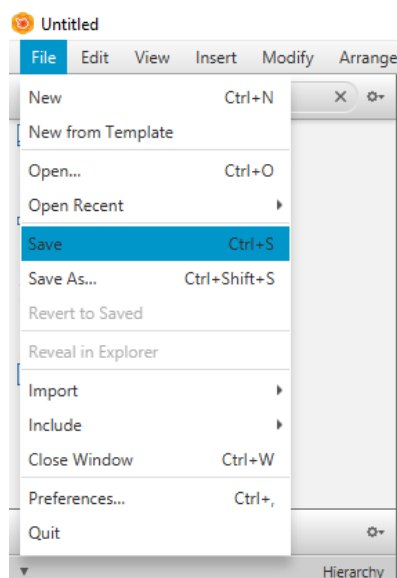 Untitled
File Edit View Insert Modify Arrange
New Ctrl+N
New from Template
Open... Ctrl+O
Open Recent
Save Ctrl+S
Save As... Ctrl+Shift+S
Revert to Saved
Reveal in Explorer
Import
Include
Close Window Ctrl+W
Preferences... Ctrl+,
Quit
Hierarchy